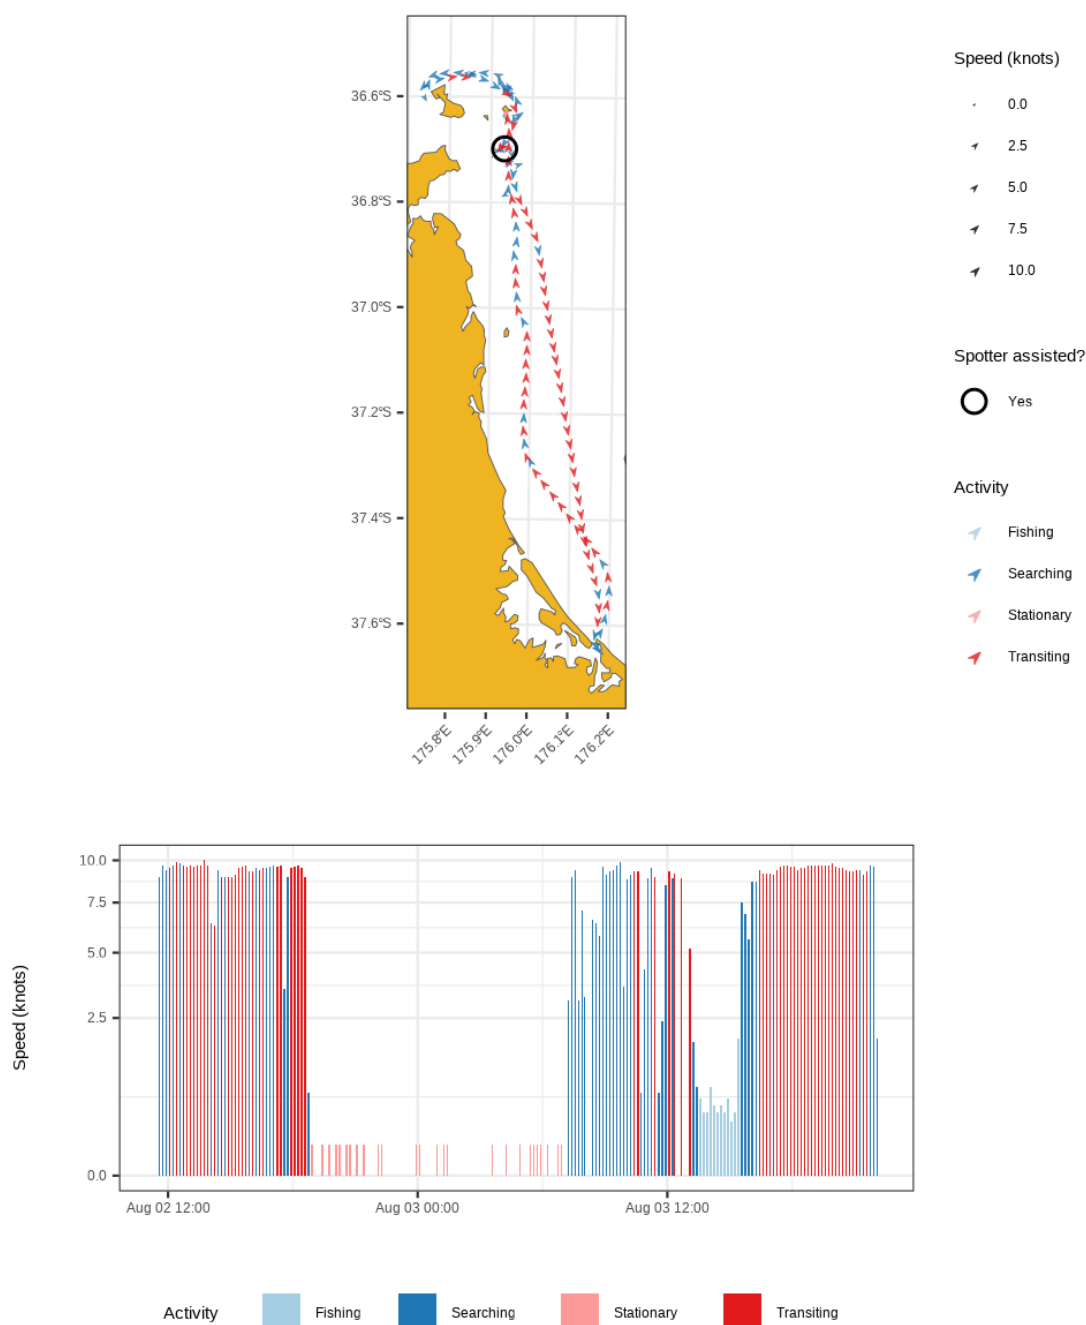 Speed (knots)
0.0
2.5
5.0
7.5
10.0
Spotter assisted?
Yes
Activity
Fishing
Searching
Stationary
Transiting
36.6°S
36.8°S
37.0°S
37.2°S
37.4°S
37.6°S
175.8°E
175.9°E
176.0°E
176.1°E
176.2°E
Speed (knots)
10.0
7.5
5.0
2.5
0.0
Aug 02 12:00
Aug 03 00:00
Aug 03 12:00
Activity
Fishing
Searching
Stationary
Transiting